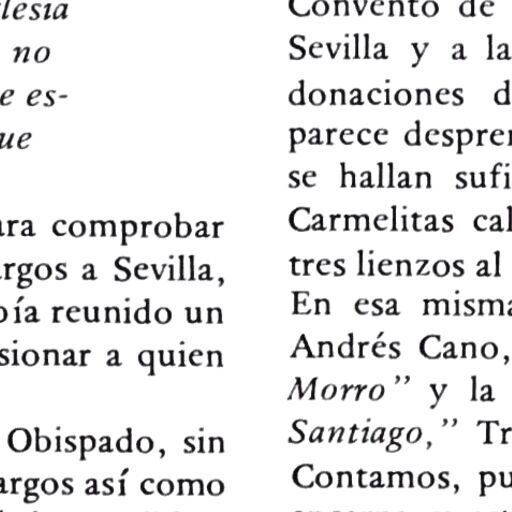 no
e es-
ue
ara comprobar
argos a Sevilla,
bía reunido un
sionar a quien
Obispado, sin
argos así como
Convento de
Sevilla y a la
donaciones d
parece despren
se hallan sufi
Carmelitas cal
tres lienzos al
En esa misma
Andrés Cano,
Morro” y la
Santiago,” Tr
Contamos, pu